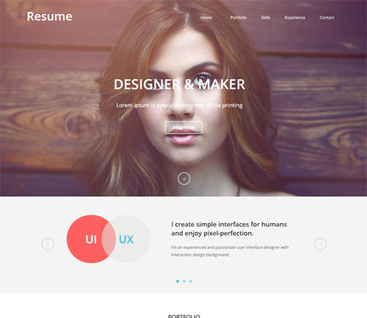 Resume
Home Portfolio Skills Experience Contact
DESIGNER & MAKER
Lorem Ipsum is simply dummy text of the printing
UI UX
I create simple interfaces for humans
and enjoy pixel-perfection.
I'm an experienced and passionate user interface designer with
interaction design background.
PORTFOLIO